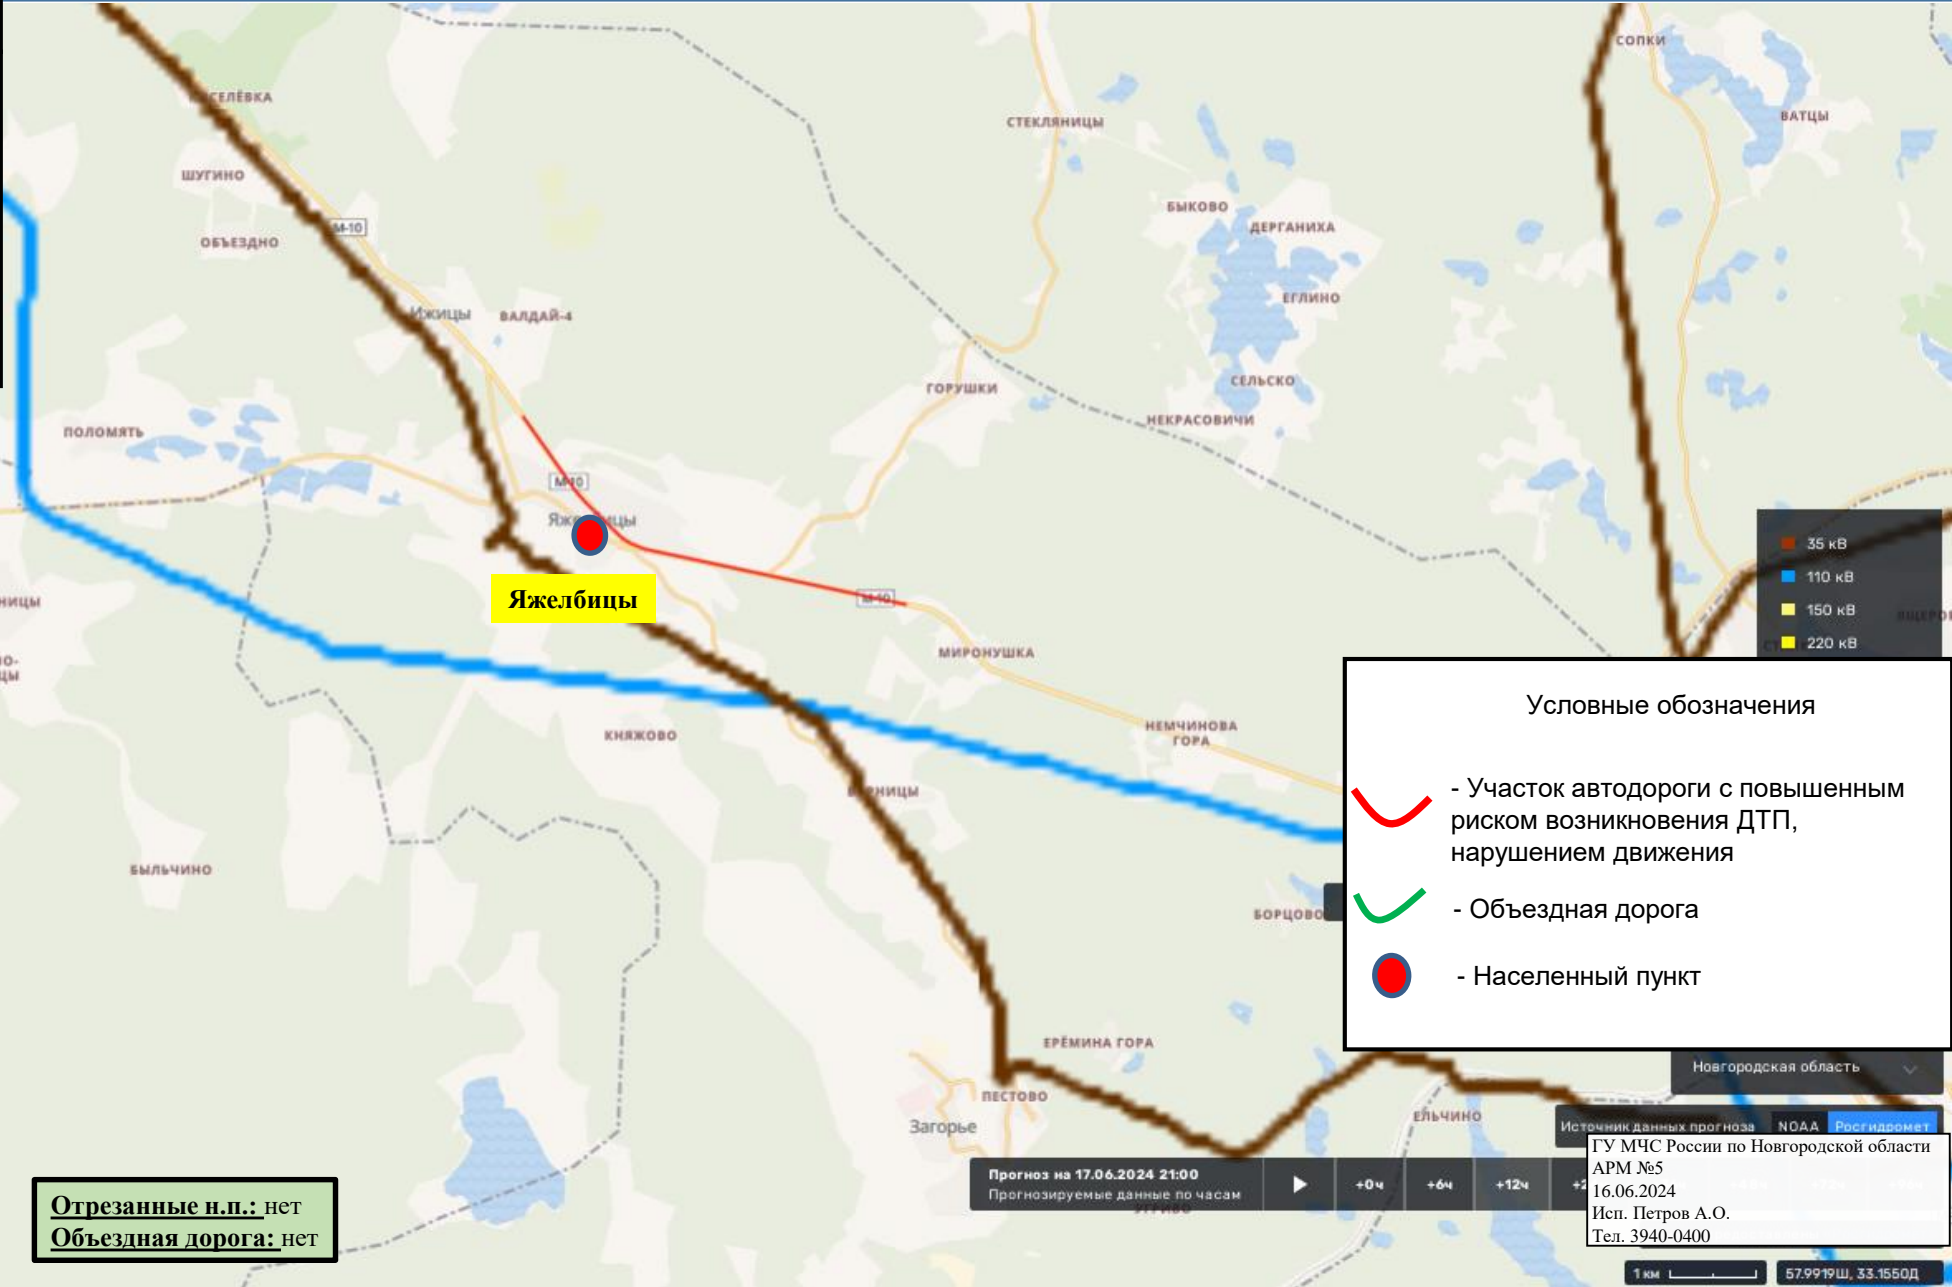 СОПКИ
СЕЛЁВКА
ВАТЦЫ
СТЕКЛЯНИЦЫ
ШУГИНО
БЫКОВО
М-10
ДЕРГАНИХА
ОБЪЕЗДНО
ЕГЛИНО
Ижицы
ВАЛДАЙ-4
СЕЛЬСКО
ГОРУШКИ
НЕКРАСОВИЧИ
ПОЛОМЯТЬ
М-10
35 кВ
110 кВ
150 кВ
220 кВ
Яжелбицы
М-10
МИРОНУШКА
НЕМЧИНОВА
ГОРА
КНЯЖОВО
БЫЛЬЧИНО
БОРЦОВО
Условные обозначения
- Участок автодороги с повышенным
риском возникновения ДТП,
нарушением движения
- Объездная дорога
- Населенный пункт
ЕРЁМИНА ГОРА
ПЕСТОВО
Загорье
ЕЛЬЧИНО
Новгородская область
Источник данных прогноза NOAA Росгидромет
Прогноз на 17.06.2024 21:00
Прогнозируемые данные по часам
+0ч +6ч +12ч
ГУ МЧС России по Новгородской области
АРМ №5
16.06.2024
Исп. Петров А.О.
Тел. 3940-0400
Отрезанные н.п.: нет
Объездная дорога: нет
1 км
57.9919Ш, 33.1550Д